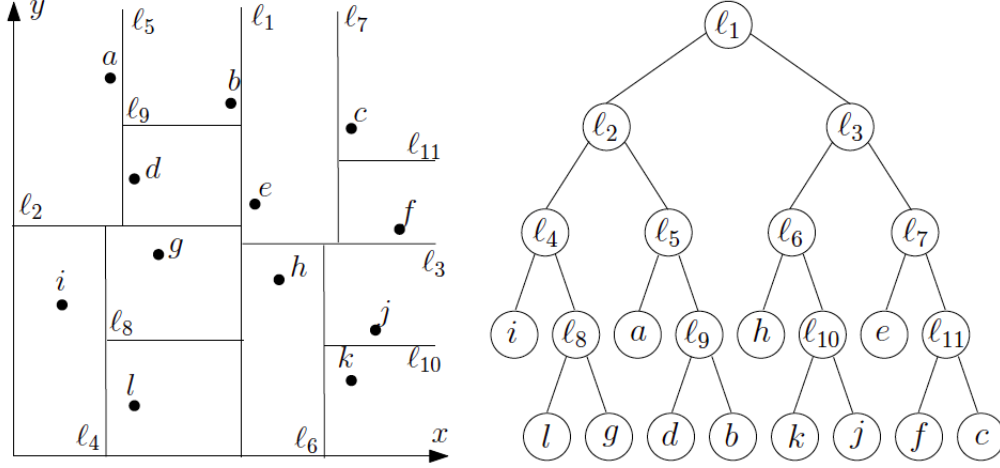 y
ℓ5
ℓ1
ℓ7
a
b
ℓ9
c
ℓ11
d
e
ℓ2
f
g
ℓ3
h
i
ℓ8
j
ℓ10
k
l
ℓ4
ℓ6
x
ℓ1
ℓ2 ℓ3
ℓ4 ℓ5 ℓ6 ℓ7
i ℓ8 a ℓ9 h ℓ10 e ℓ11
l g d b k j f c